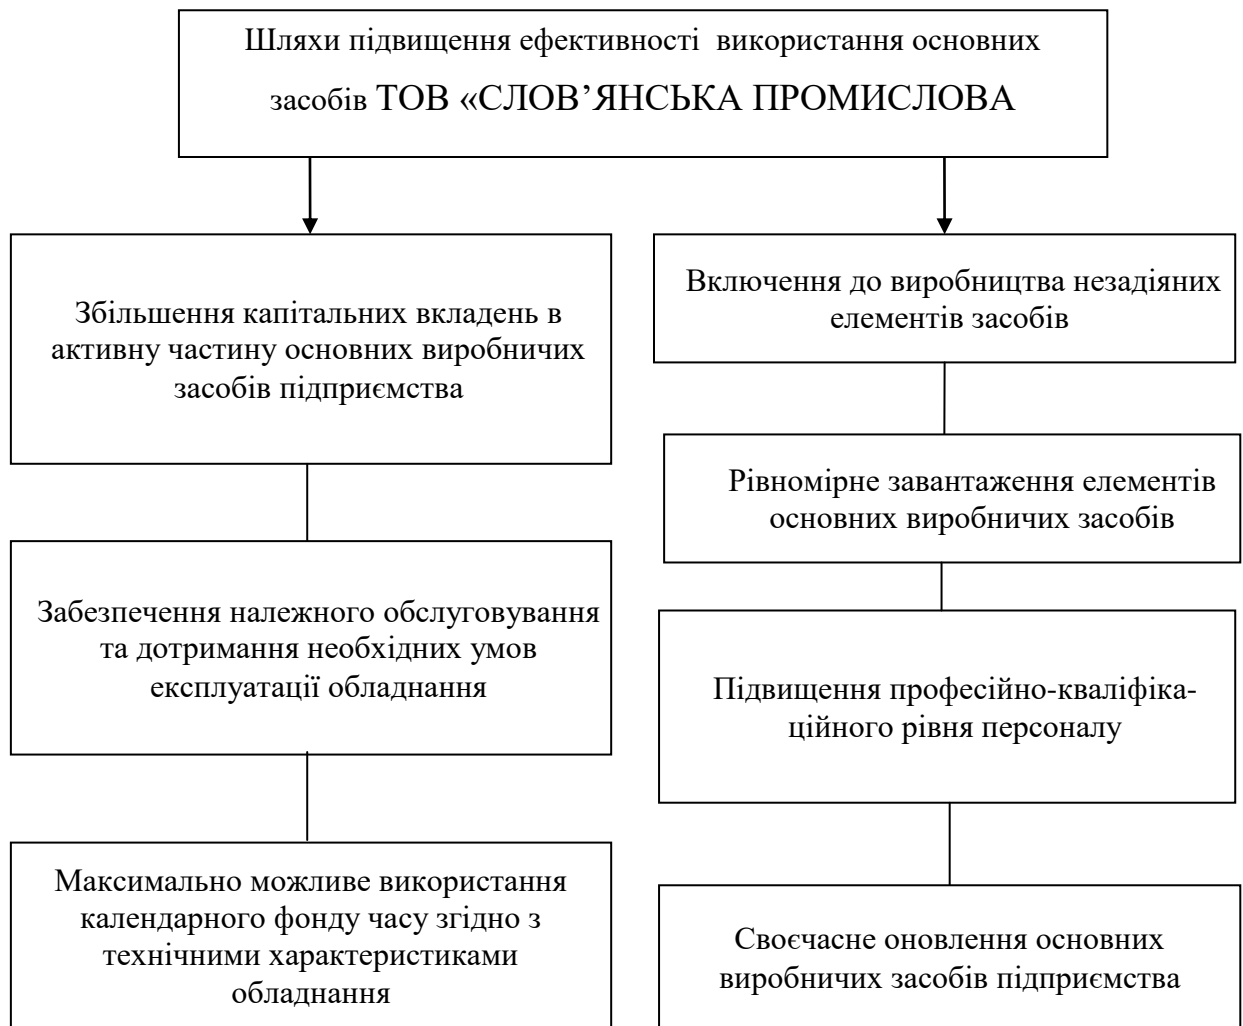 Шляхи підвищення ефективності використання основних
засобів ТОВ «СЛОВ’ЯНСЬКА ПРОМИСЛОВА
Збільшення капітальних вкладень в
активну частину основних виробничих
засобів підприємства
Забезпечення належного обслуговування
та дотримання необхідних умов
експлуатації обладнання
Максимально можливе використання
календарного фонду часу згідно з
технічними характеристиками
обладнання
Включення до виробництва незадіяних
елементів засобів
Рівномірне завантаження елементів
основних виробничих засобів
Підвищення професійно-кваліфіка-
ційного рівня персоналу
Своєчасне оновлення основних
виробничих засобів підприємства